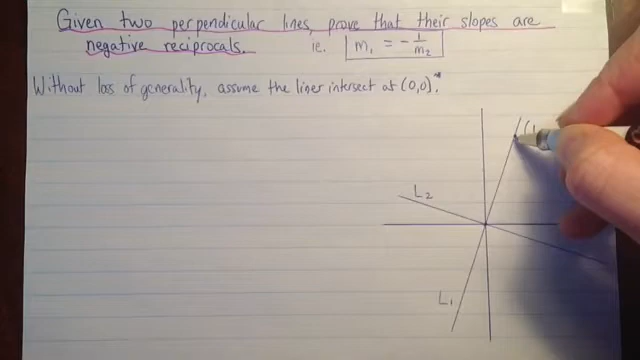 Given two perpendicular lines, prove that their slopes are
negative reciprocals. ie. m₁ = -1/m₂
Without loss of generality, assume the lines intersect at (0,0)*.
(1,
L₂
L₁